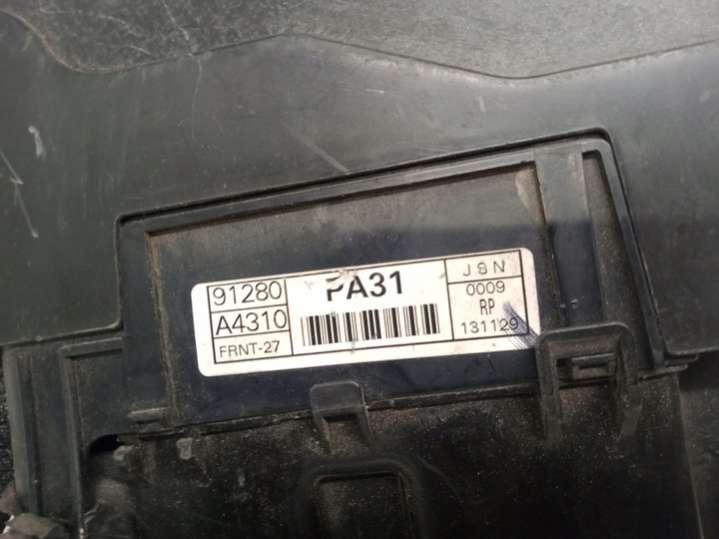 91280
A4310
FRNT-27
PA31
JSN
0009
RP
131129